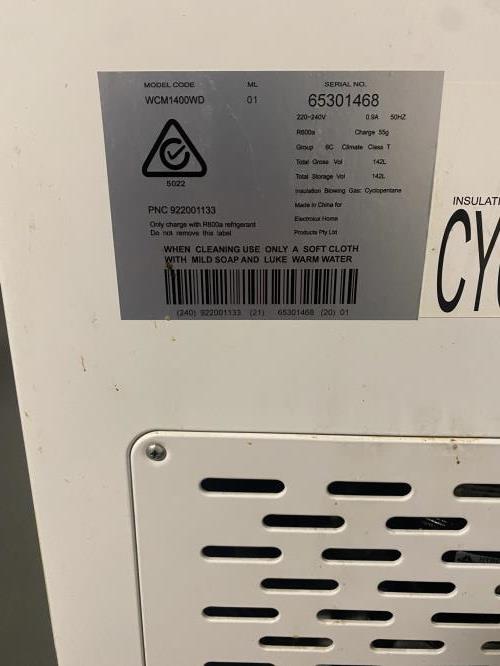 MODEL CODE ML SERIAL NO.
WCM1400WD 01 65301468
220-240V 0.9A 50HZ
R600a Charge 55g
Group 6C Climate Class T
Total Gross Vol 142L
Total Storage Vol 142L
Insulation Blowing Gas: Cyclopentane
Made in China for
Electrolux Home
Products Pty Ltd
5022
PNC 922001133
Only charge with R600a refrigerant
Do not remove this label
WHEN CLEANING USE ONLY A SOFT CLOTH
WITH MILD SOAP AND LUKE WARM WATER
(240) 922001133 (21) 65301468 (20) 01
INSULATI
CY